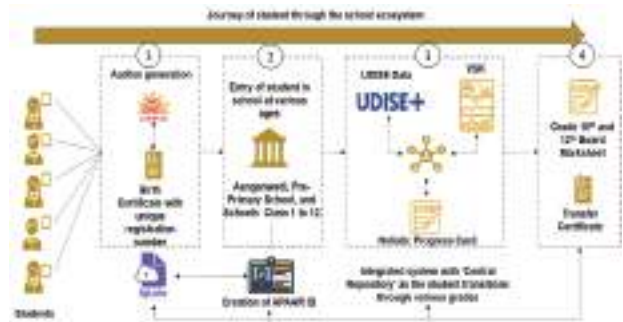 Journey of student through the school ecosystem
1
2
3
4
Aadhar generation
Birth
Certificate with
unique
registration
number
Entry of student in
school at various
ages
Anganwadi, Pre-
Primary School, and
Schools: Class 1 to 12
Creation of APAAR ID
UDISE Data
UDISE+
VSK
Holistic Progress Card
Integrated system with 'Central
Repository' as the student transitions
through various grades
Grade 10th and
12th Board
Marksheet
Transfer
Certificate
Students